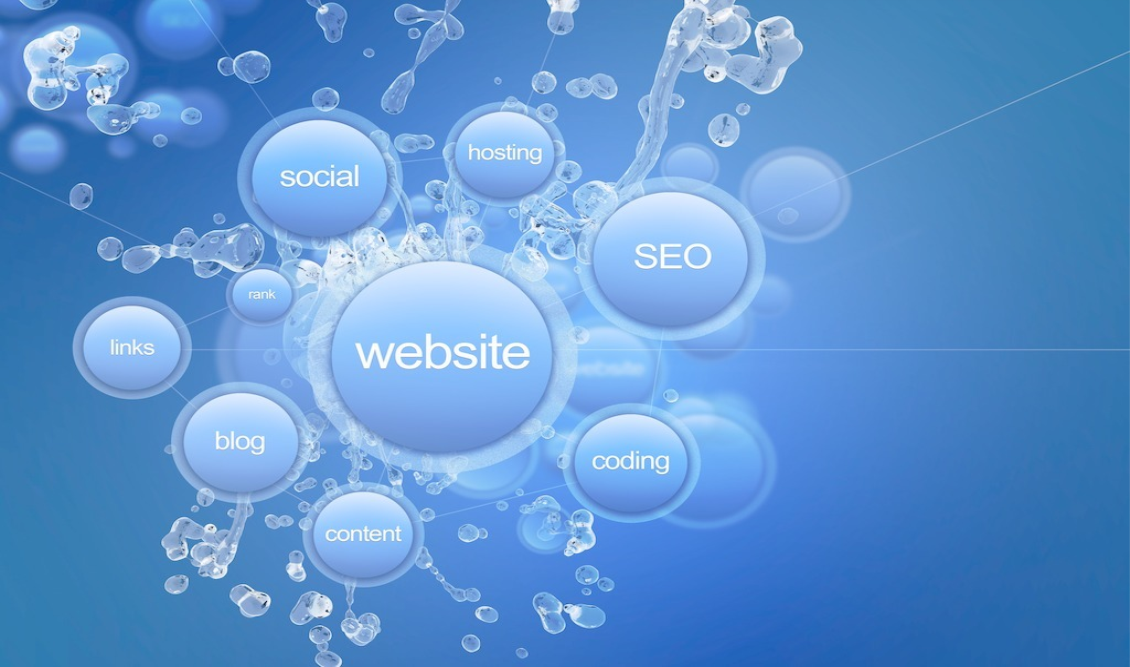 social
hosting
SEO
rank
links
website
blog
coding
content